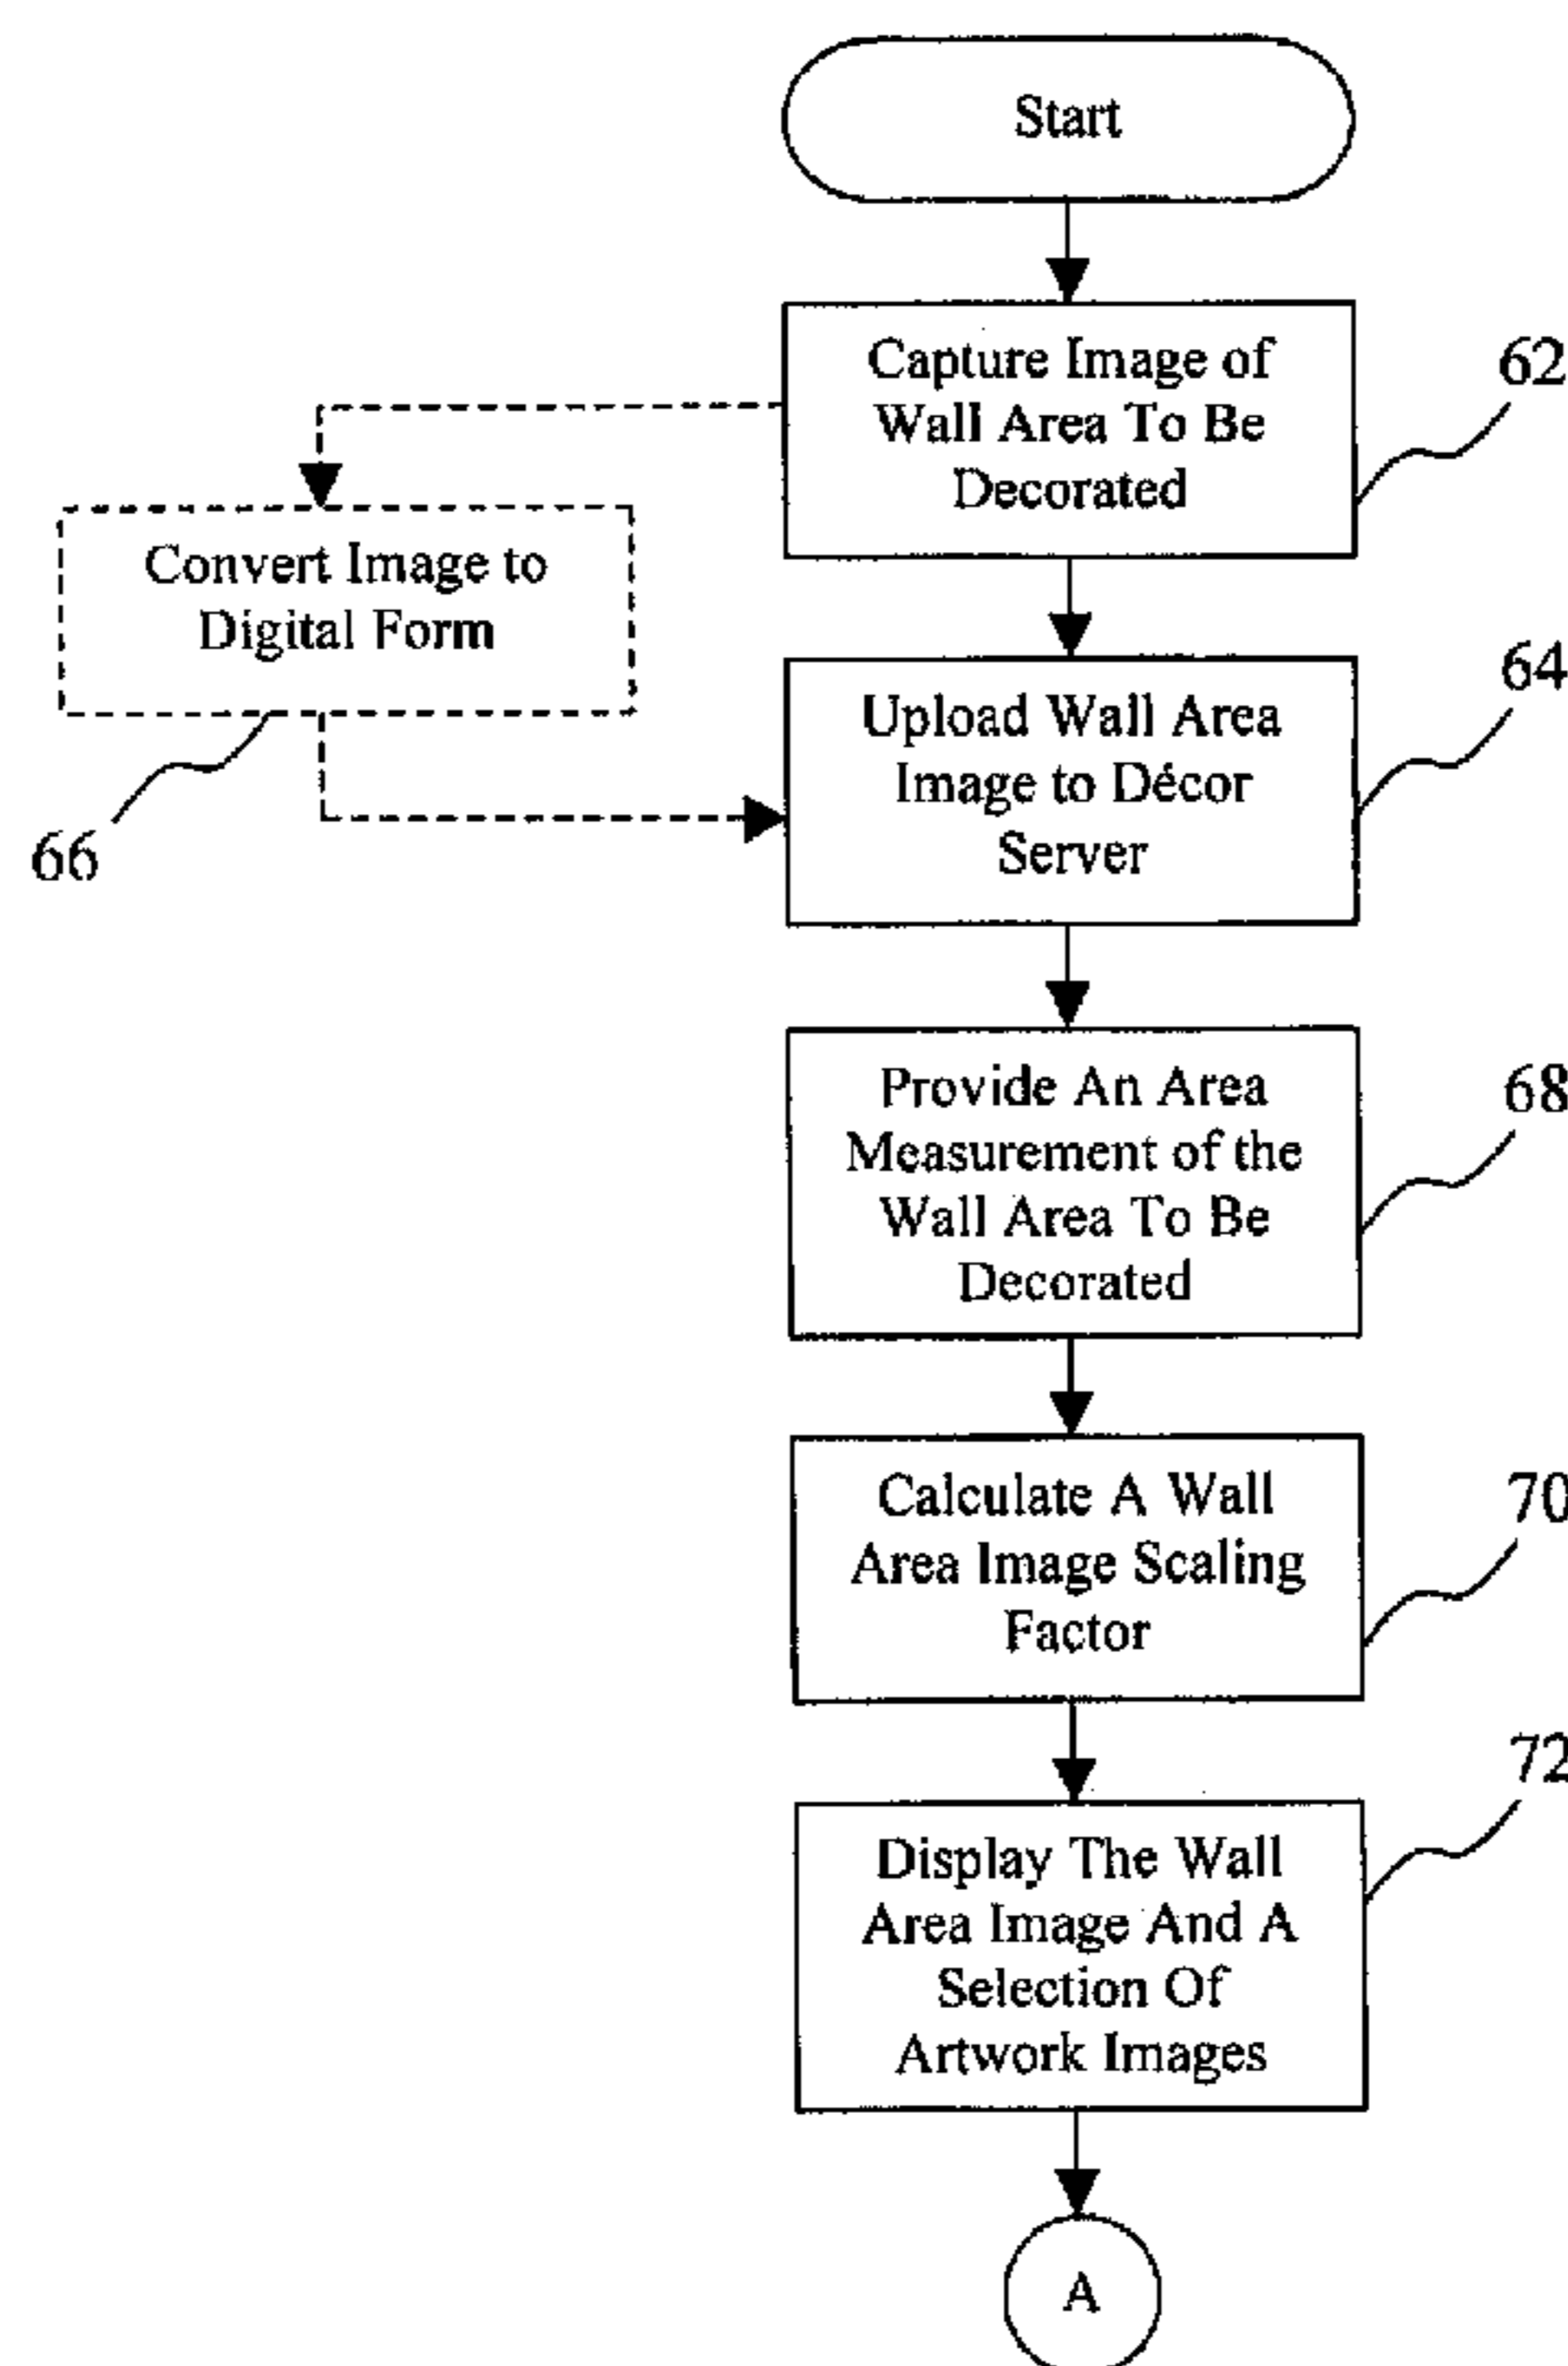 Start
Capture Image of
Wall Area To Be
Decorated
62
Convert Image to
Digital Form
66
Upload Wall Area
Image to Décor
Server
64
Provide An Area
Measurement of the
Wall Area To Be
Decorated
68
Calculate A Wall
Area Image Scaling
Factor
70
Display The Wall
Area Image And A
Selection Of
Artwork Images
72
A